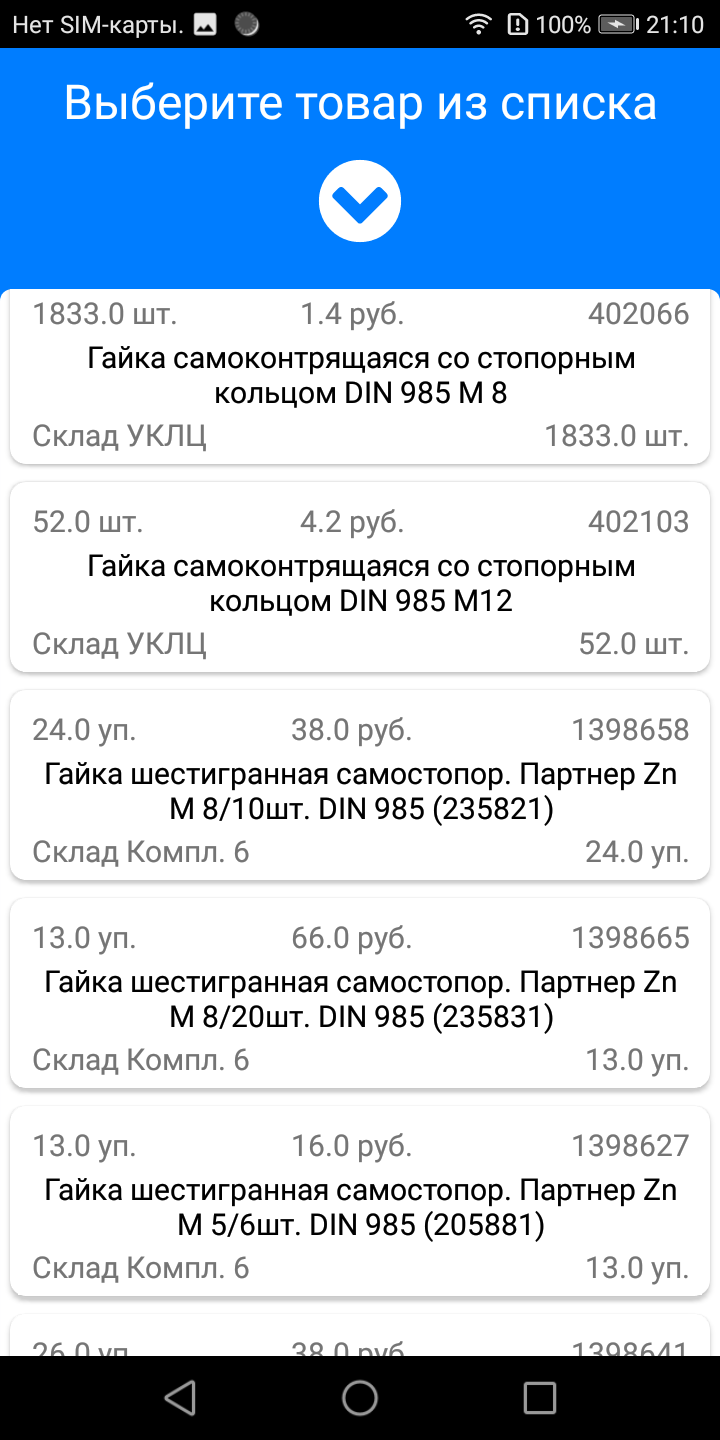 Нет SIM-карты. 100% 21:10
Выберите товар из списка
1833.0 шт. 1.4 руб. 402066
Гайка самоконтрящаяся со стопорным
кольцом DIN 985 М 8
Склад УКЛЦ 1833.0 шт.
52.0 шт. 4.2 руб. 402103
Гайка самоконтрящаяся со стопорным
кольцом DIN 985 М12
Склад УКЛЦ 52.0 шт.
24.0 уп. 38.0 руб. 1398658
Гайка шестигранная самостопор. Партнер Zn
М 8/10шт. DIN 985 (235821)
Склад Компл. 6 24.0 уп.
13.0 уп. 66.0 руб. 1398665
Гайка шестигранная самостопор. Партнер Zn
М 8/20шт. DIN 985 (235831)
Склад Компл. 6 13.0 уп.
13.0 уп. 16.0 руб. 1398627
Гайка шестигранная самостопор. Партнер Zn
М 5/6шт. DIN 985 (205881)
Склад Компл. 6 13.0 уп.
26.0 уп. 38.0 руб. 1398641